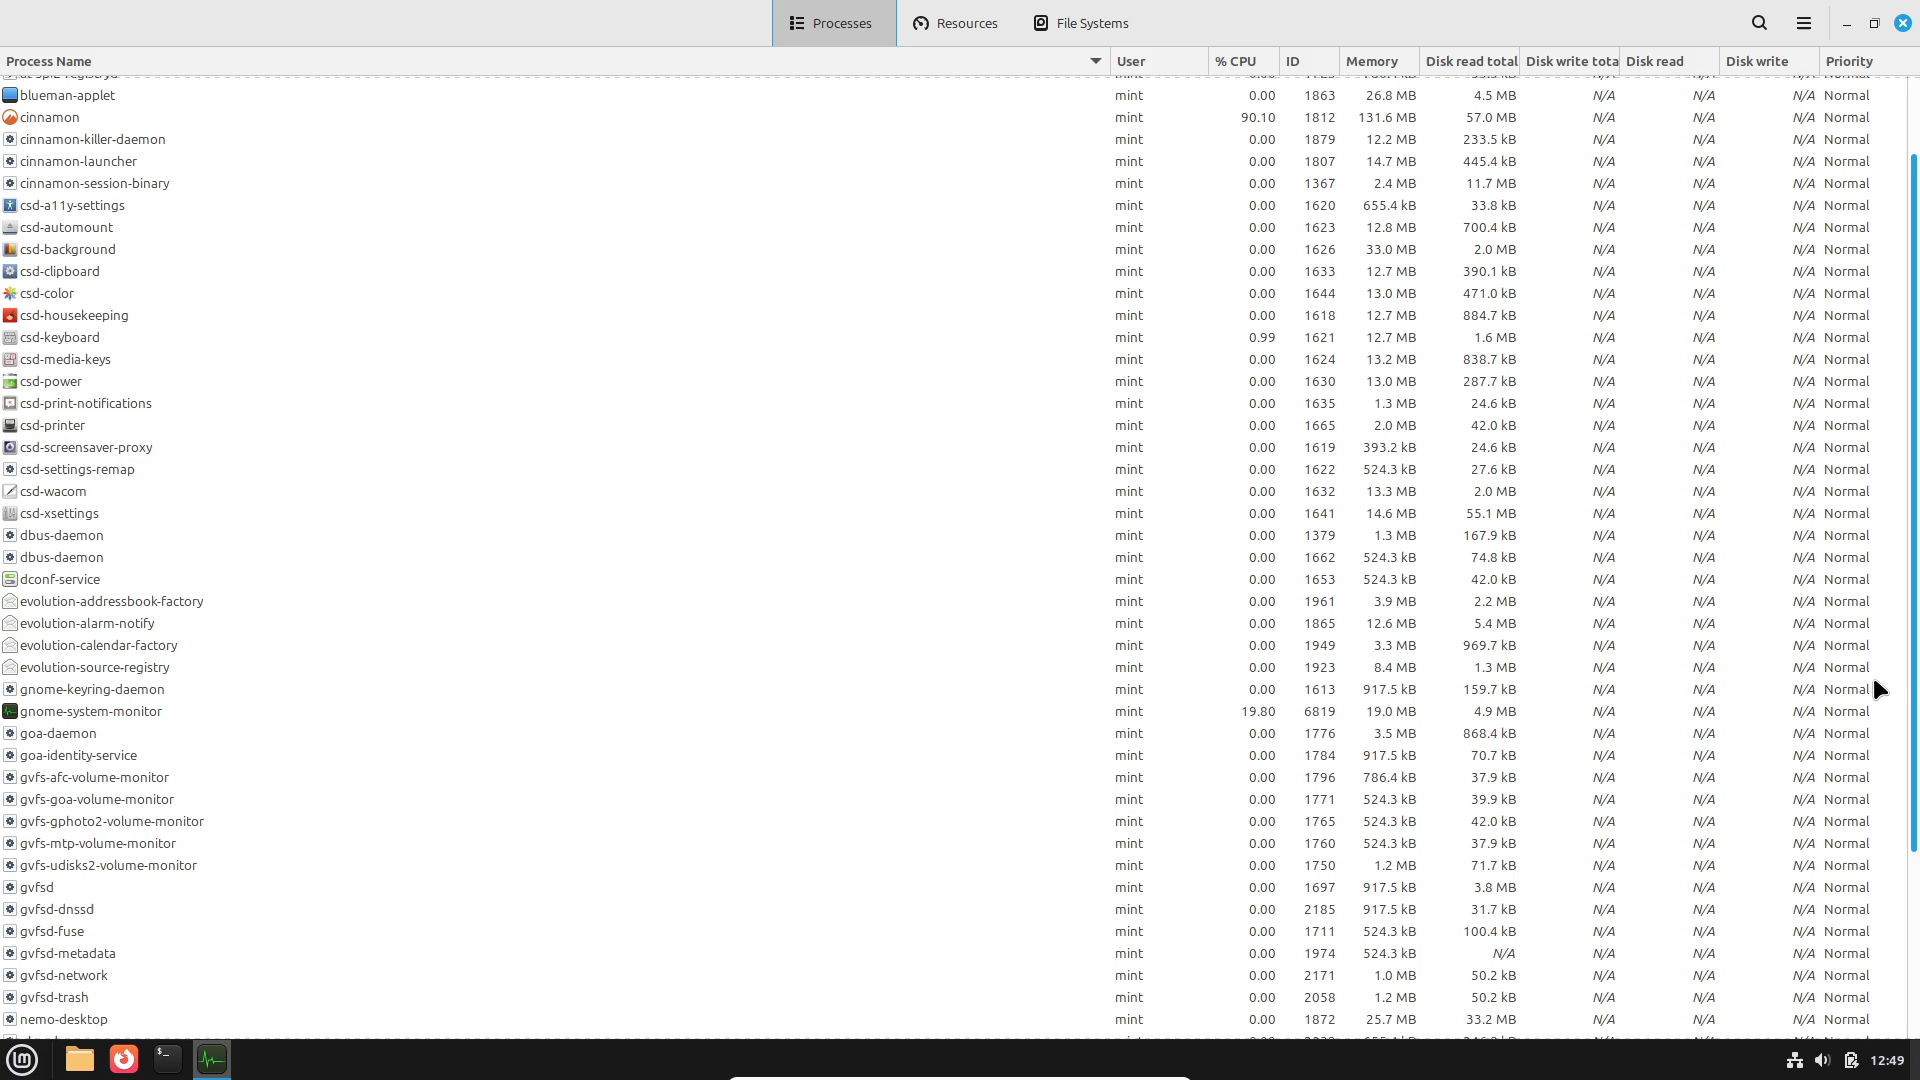 Processes Resources File Systems
Process Name User % CPU ID Memory Disk read total Disk write tota Disk read Disk write Priority
blueman-applet mint 0.00 1863 26.8 MB 4.5 MB N/A N/A N/A Normal
cinnamon mint 90.10 1812 131.6 MB 57.0 MB N/A N/A N/A Normal
cinnamon-killer-daemon mint 0.00 1879 12.2 MB 233.5 kB N/A N/A N/A Normal
cinnamon-launcher mint 0.00 1807 14.7 MB 445.4 kB N/A N/A N/A Normal
cinnamon-session-binary mint 0.00 1367 2.4 MB 11.7 MB N/A N/A N/A Normal
csd-a11y-settings mint 0.00 1620 655.4 kB 33.8 kB N/A N/A N/A Normal
csd-automount mint 0.00 1623 12.8 MB 700.4 kB N/A N/A N/A Normal
csd-background mint 0.00 1626 33.0 MB 2.0 MB N/A N/A N/A Normal
csd-clipboard mint 0.00 1633 12.7 MB 390.1 kB N/A N/A N/A Normal
csd-color mint 0.00 1644 13.0 MB 471.0 kB N/A N/A N/A Normal
csd-housekeeping mint 0.00 1618 12.7 MB 884.7 kB N/A N/A N/A Normal
csd-keyboard mint 0.99 1621 12.7 MB 1.6 MB N/A N/A N/A Normal
csd-media-keys mint 0.00 1624 13.2 MB 838.7 kB N/A N/A N/A Normal
csd-power mint 0.00 1630 13.0 MB 287.7 kB N/A N/A N/A Normal
csd-print-notifications mint 0.00 1635 1.3 MB 24.6 kB N/A N/A N/A Normal
csd-printer mint 0.00 1665 2.0 MB 42.0 kB N/A N/A N/A Normal
csd-screensaver-proxy mint 0.00 1619 393.2 kB 24.6 kB N/A N/A N/A Normal
csd-settings-remap mint 0.00 1622 524.3 kB 27.6 kB N/A N/A N/A Normal
csd-wacom mint 0.00 1632 13.3 MB 2.0 MB N/A N/A N/A Normal
csd-xsettings mint 0.00 1641 14.6 MB 55.1 MB N/A N/A N/A Normal
dbus-daemon mint 0.00 1379 1.3 MB 167.9 kB N/A N/A N/A Normal
dbus-daemon mint 0.00 1662 524.3 kB 74.8 kB N/A N/A N/A Normal
dconf-service mint 0.00 1653 524.3 kB 42.0 kB N/A N/A N/A Normal
evolution-addressbook-factory mint 0.00 1961 3.9 MB 2.2 MB N/A N/A N/A Normal
evolution-alarm-notify mint 0.00 1865 12.6 MB 5.4 MB N/A N/A N/A Normal
evolution-calendar-factory mint 0.00 1949 3.3 MB 969.7 kB N/A N/A N/A Normal
evolution-source-registry mint 0.00 1923 8.4 MB 1.3 MB N/A N/A N/A Normal
gnome-keyring-daemon mint 0.00 1613 917.5 kB 159.7 kB N/A N/A N/A Normal
gnome-system-monitor mint 19.80 6819 19.0 MB 4.9 MB N/A N/A N/A Normal
goa-daemon mint 0.00 1776 3.5 MB 868.4 kB N/A N/A N/A Normal
goa-identity-service mint 0.00 1784 917.5 kB 70.7 kB N/A N/A N/A Normal
gvfs-afc-volume-monitor mint 0.00 1796 786.4 kB 37.9 kB N/A N/A N/A Normal
gvfs-goa-volume-monitor mint 0.00 1771 524.3 kB 39.9 kB N/A N/A N/A Normal
gvfs-gphoto2-volume-monitor mint 0.00 1765 524.3 kB 42.0 kB N/A N/A N/A Normal
gvfs-mtp-volume-monitor mint 0.00 1760 524.3 kB 37.9 kB N/A N/A N/A Normal
gvfs-udisks2-volume-monitor mint 0.00 1750 1.2 MB 71.7 kB N/A N/A N/A Normal
gvfsd mint 0.00 1697 917.5 kB 3.8 MB N/A N/A N/A Normal
gvfsd-dnssd mint 0.00 2185 917.5 kB 31.7 kB N/A N/A N/A Normal
gvfsd-fuse mint 0.00 1711 524.3 kB 100.4 kB N/A N/A N/A Normal
gvfsd-metadata mint 0.00 1974 524.3 kB N/A N/A N/A N/A Normal
gvfsd-network mint 0.00 2171 1.0 MB 50.2 kB N/A N/A N/A Normal
gvfsd-trash mint 0.00 2058 1.2 MB 50.2 kB N/A N/A N/A Normal
nemo-desktop mint 0.00 1872 25.7 MB 33.2 MB N/A N/A N/A Normal
12:49